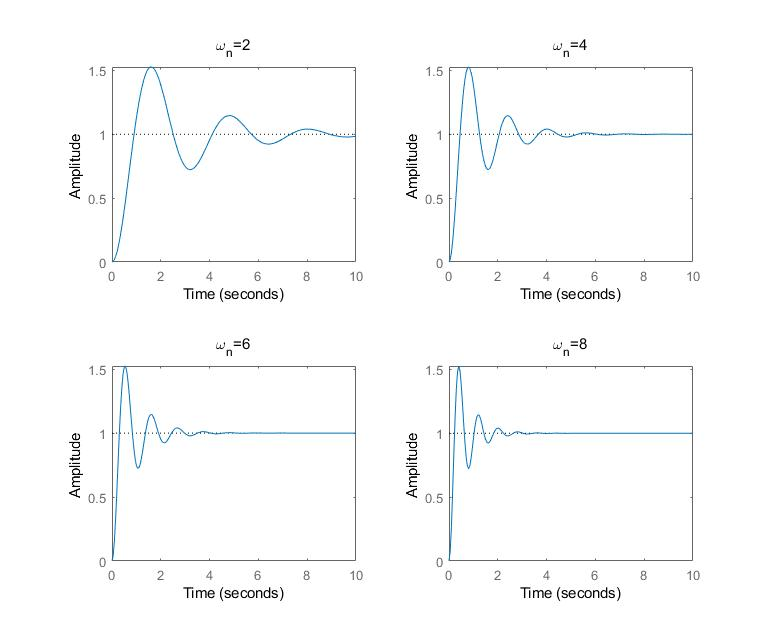 ωn=2
1.5
1
0.5
0
Amplitude
0 2 4 6 8 10
Time (seconds)
ωn=4
1.5
1
0.5
0
Amplitude
0 2 4 6 8 10
Time (seconds)
ωn=6
1.5
1
0.5
0
Amplitude
0 2 4 6 8 10
Time (seconds)
ωn=8
1.5
1
0.5
0
Amplitude
0 2 4 6 8 10
Time (seconds)